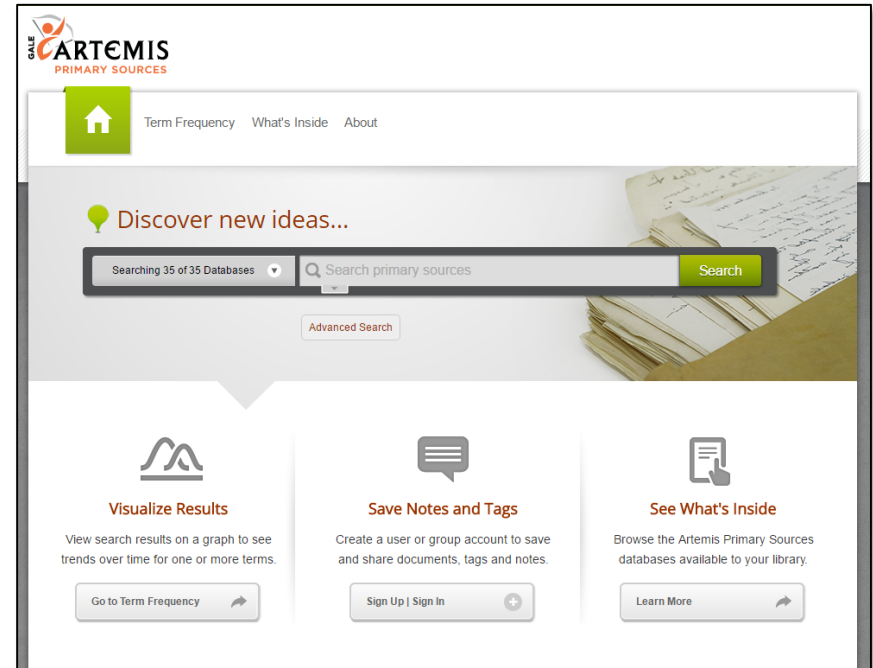 GALE
ARTEMIS
PRIMARY SOURCES
Term Frequency What's Inside About
Discover new ideas...
Searching 35 of 35 Databases Search primary sources Search
Advanced Search
Visualize Results
View search results on a graph to see
trends over time for one or more terms.
Go to Term Frequency
Save Notes and Tags
Create a user or group account to save
and share documents, tags and notes.
Sign Up | Sign In
See What's Inside
Browse the Artemis Primary Sources
databases available to your library.
Learn More